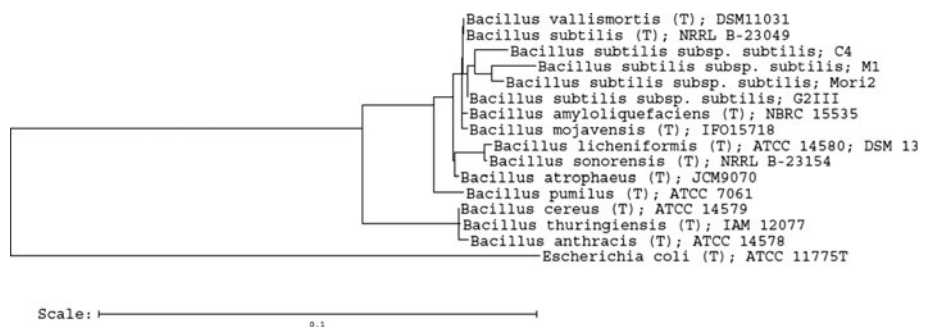 Bacillus vallismortis (T); DSM11031
Bacillus subtilis (T); NRRL B-23049
Bacillus subtilis subsp. subtilis; C4
Bacillus subtilis subsp. subtilis; M1
Bacillus subtilis subsp. subtilis; Mori2
Bacillus subtilis subsp. subtilis; G2III
Bacillus amyloliquefaciens (T); NBRC 15535
Bacillus mojavensis (T); IFO15718
Bacillus licheniformis (T); ATCC 14580; DSM 13
Bacillus sonorensis (T); NRRL B-23154
Bacillus atrophaeus (T); JCM9070
Bacillus pumilus (T); ATCC 7061
Bacillus cereus (T); ATCC 14579
Bacillus thuringiensis (T); IAM 12077
Bacillus anthracis (T); ATCC 14578
Escherichia coli (T); ATCC 11775T
Scale:
0.1